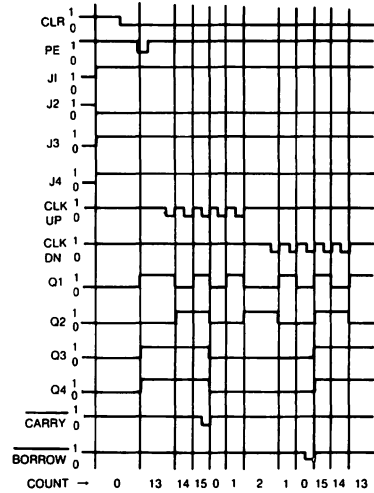 CLR 1 0
PE 1 0
J1 1 0
J2 1 0
J3 1 0
J4 1 0
CLK UP 1 0
CLK DN 1 0
Q1 1 0
Q2 1 0
Q3 1 0
Q4 1 0
CARRY 1 0
BORROW 1 0
COUNT → 0 13 14 15 0 1 2 1 0 15 14 13